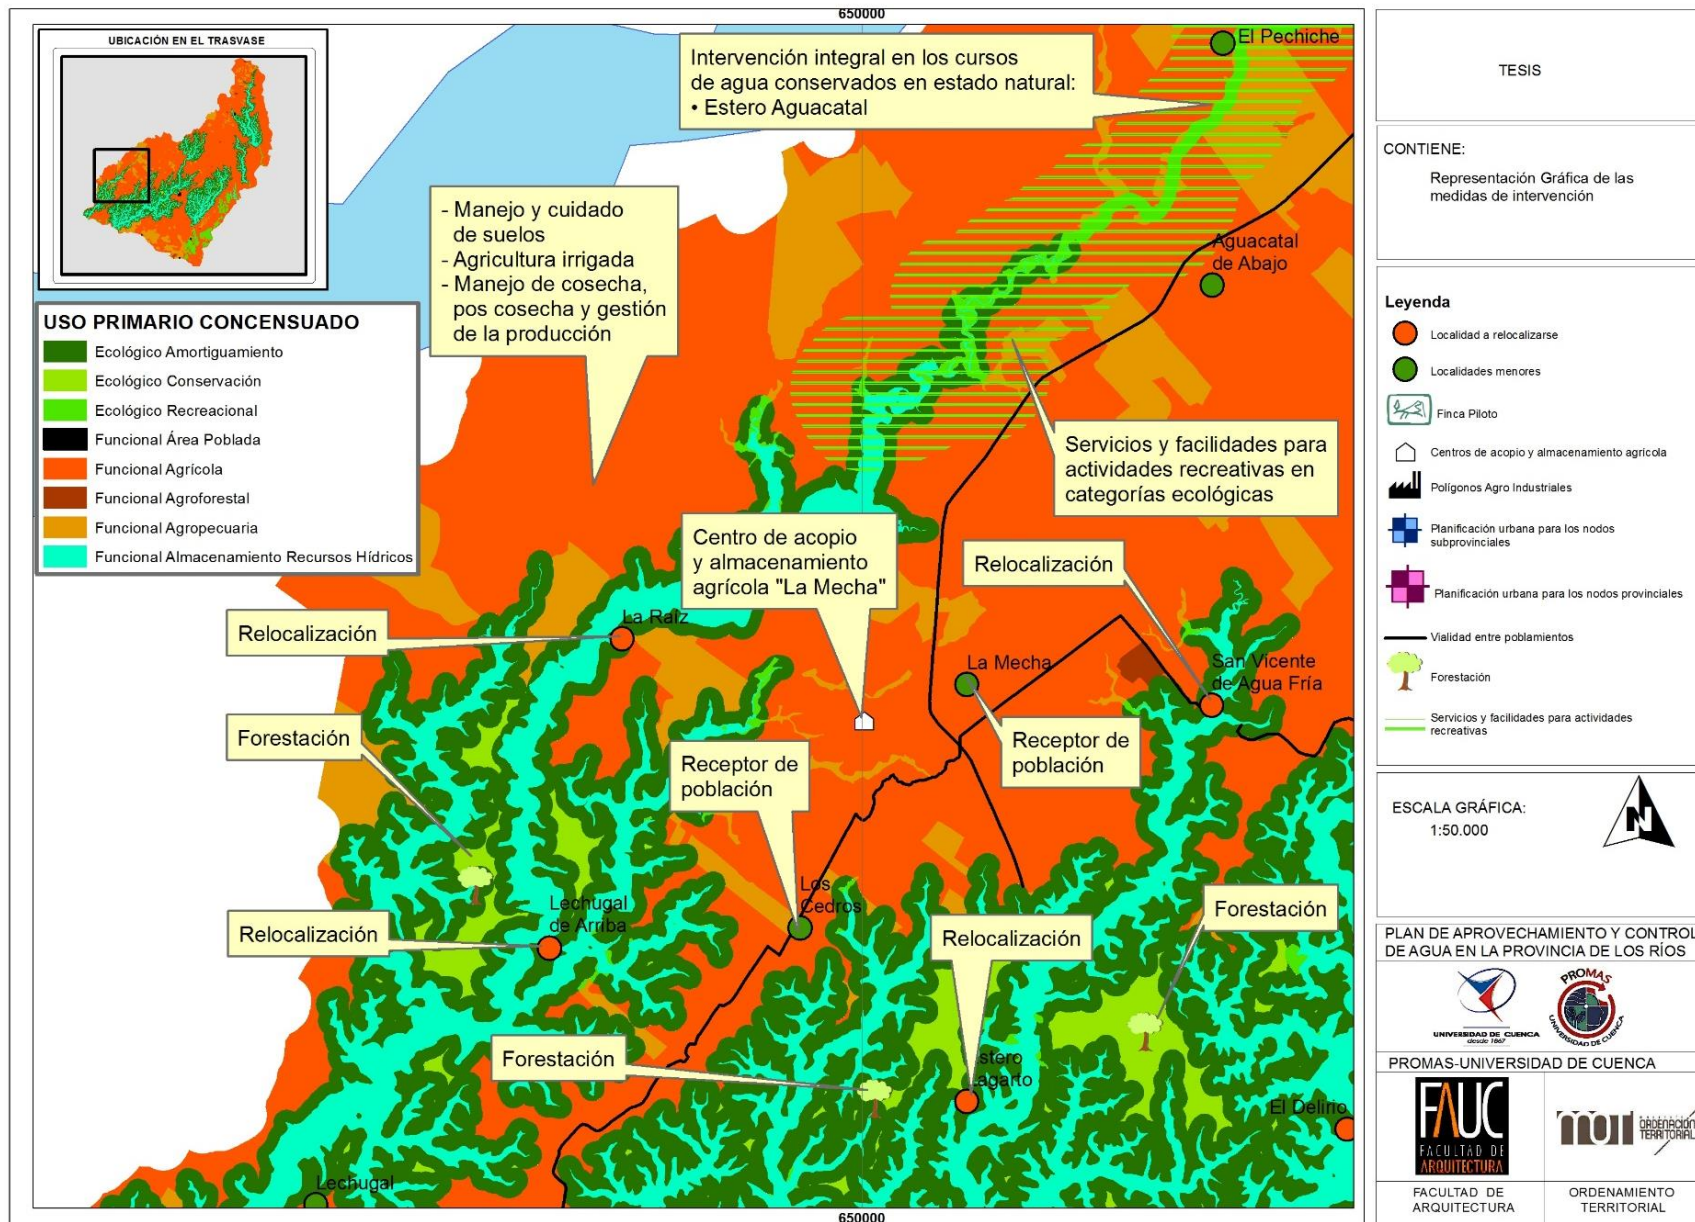 650000
UBICACIÓN EN EL TRASVASE
Intervención integral en los cursos
de agua conservados en estado natural:
• Estero Aguacatal
El Pechiche
- Manejo y cuidado
de suelos
- Agricultura irrigada
- Manejo de cosecha,
pos cosecha y gestión
de la producción
Aguacatal
de Abajo
USO PRIMARIO CONCENSUADO
Ecológico Amortiguamiento
Ecológico Conservación
Ecológico Recreacional
Funcional Área Poblada
Funcional Agrícola
Funcional Agroforestal
Funcional Agropecuaria
Funcional Almacenamiento Recursos Hídricos
Servicios y facilidades para
actividades recreativas en
categorías ecológicas
Centro de acopio
y almacenamiento
agrícola "La Mecha"
Relocalización
Relocalización
La Raíz
La Mecha
San Vicente
de Agua Fría
Forestación
Receptor de
población
Receptor de
población
Los
Cedros
Lechugal
de Arriba
Relocalización
Relocalización
Forestación
Forestación
stero
agarto
El Delirio
Lechugal
650000
TESIS
CONTIENE:
Representación Gráfica de las
medidas de intervención
Leyenda
Localidad a relocalizarse
Localidades menores
Finca Piloto
Centros de acopio y almacenamiento agrícola
Polígonos Agro Industriales
Planificación urbana para los nodos
subprovinciales
Planificación urbana para los nodos provinciales
Vialidad entre poblamientos
Forestación
Servicios y facilidades para actividades
recreativas
ESCALA GRÁFICA:
1:50.000
N
PLAN DE APROVECHAMIENTO Y CONTROL
DE AGUA EN LA PROVINCIA DE LOS RÍOS
UNIVERSIDAD DE CUENCA
desde 1867
PROMAS
UNIVERSIDAD DE CUENCA
PROMAS-UNIVERSIDAD DE CUENCA
FAUC
FACULTAD DE
ARQUITECTURA
MOT
ORDENACIÓN
TERRITORIAL
FACULTAD DE
ARQUITECTURA
ORDENAMIENTO
TERRITORIAL